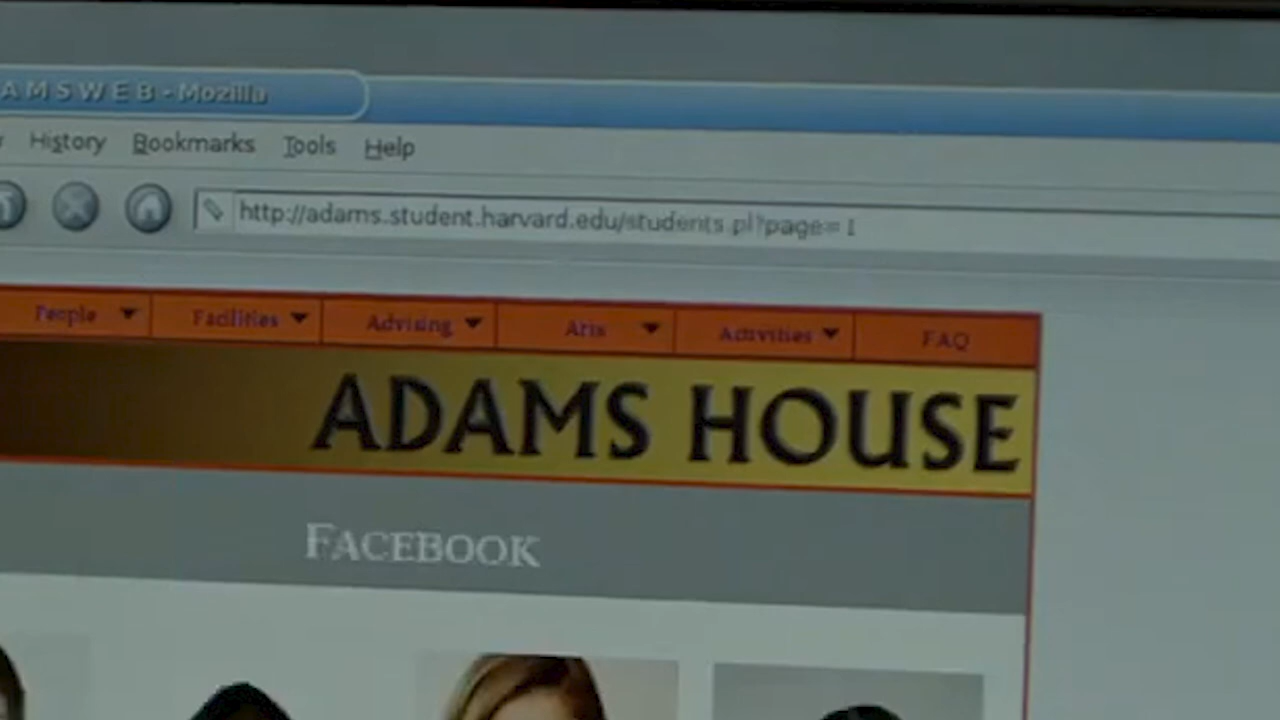 A M S W E B - Mozilla
History Bookmarks Tools Help
http://adams.student.harvard.edu/students.pl?page=1
People Facilities Advising Arts Activities FAQ
ADAMS HOUSE
FACEBOOK